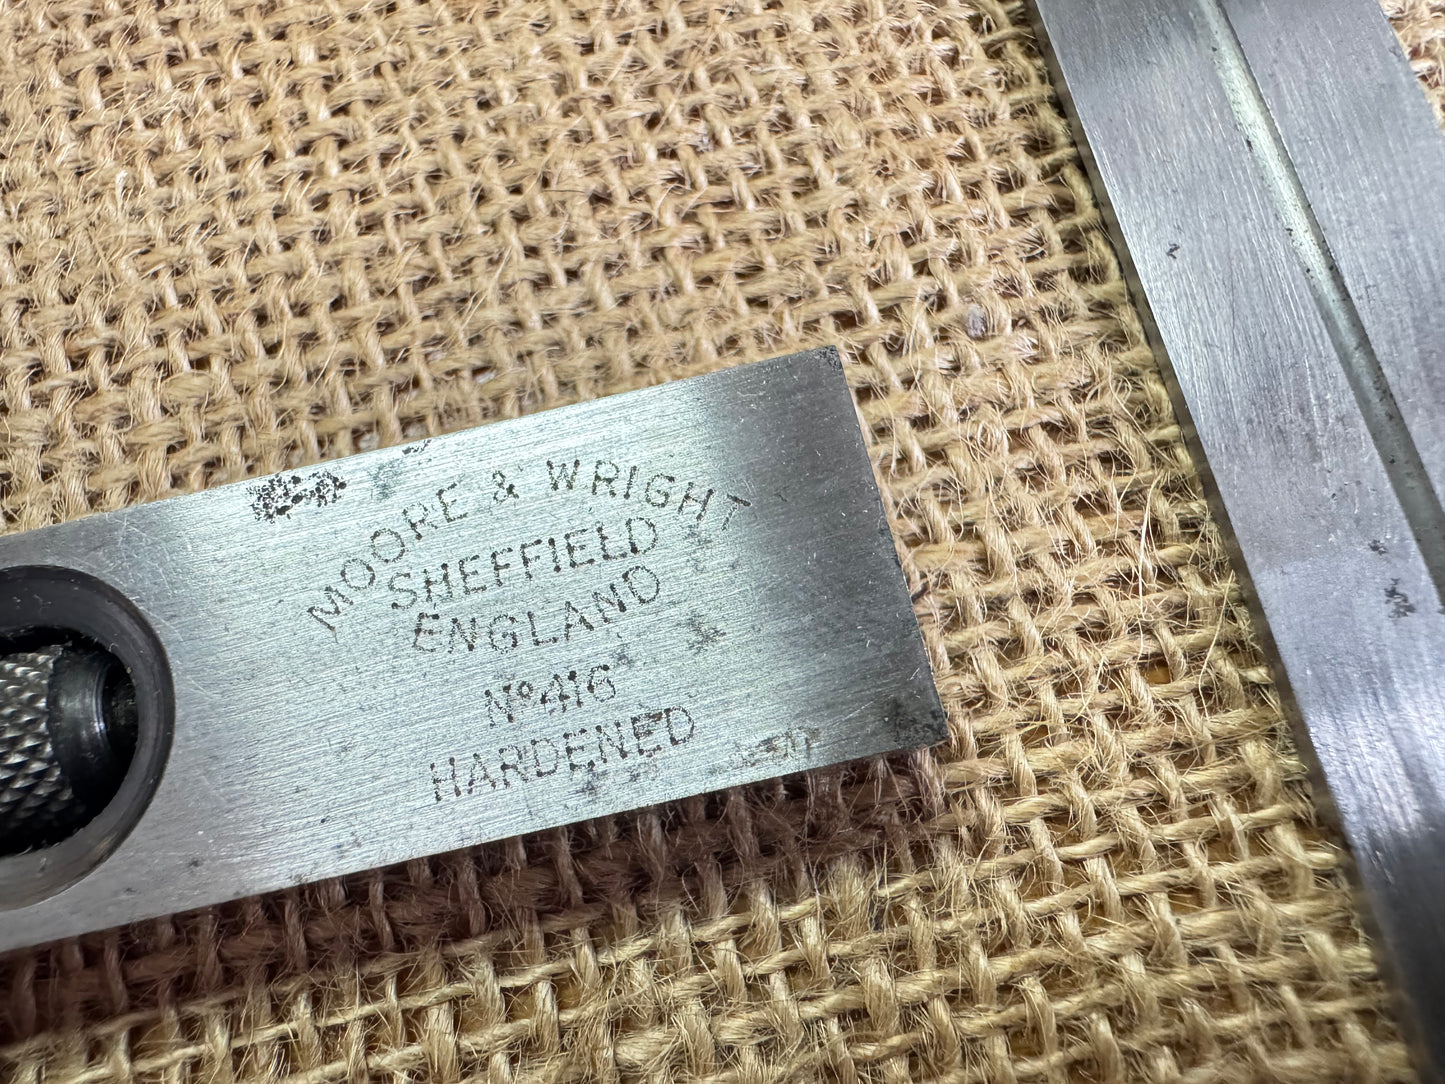 MOORE & WRIGHT
SHEFFIELD
ENGLAND
Nº 416
HARDENED